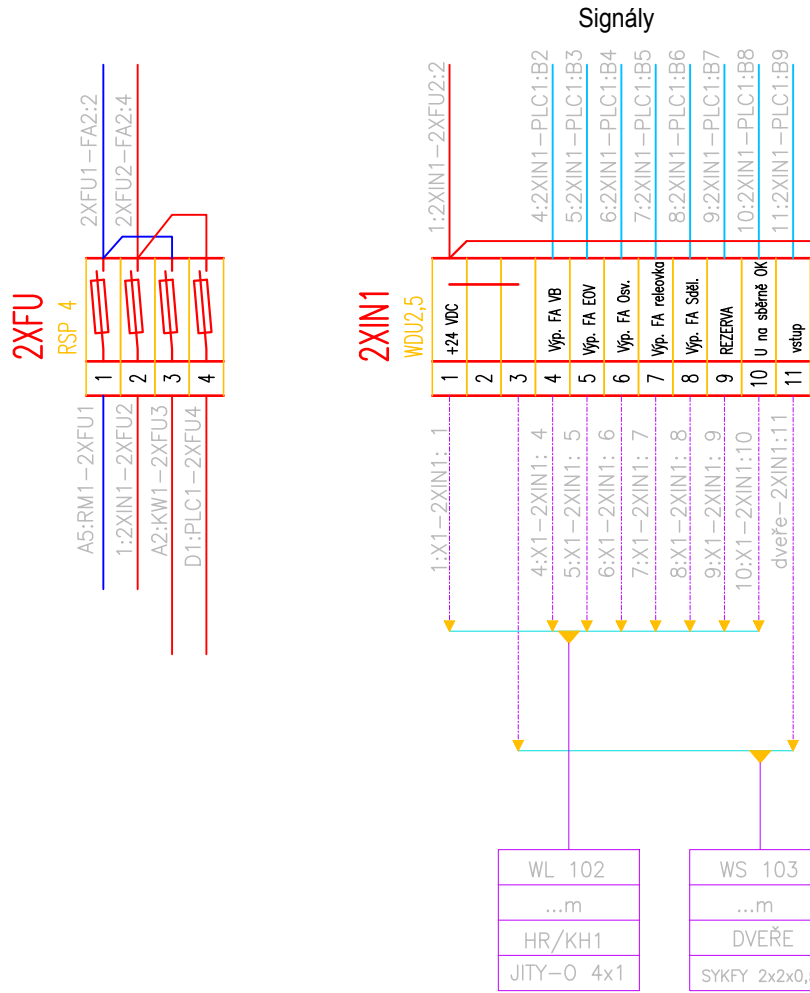 Signály
2XFU1-FA2:2
2XFU2-FA2:4
2XFU
RSP 4
1
2
3
4
A5:RM1-2XFU1
1:2XIN1-2XFU2
A2:KW1-2XFU3
D1:PLC1-2XFU4
1:2XIN1-2XFU2:2
4:2XIN1-PLC1:B2
5:2XIN1-PLC1:B3
6:2XIN1-PLC1:B4
7:2XIN1-PLC1:B5
8:2XIN1-PLC1:B6
9:2XIN1-PLC1:B7
10:2XIN1-PLC1:B8
11:2XIN1-PLC1:B9
2XIN1
WDU2,5
+24 VDC
Výp. FA VB
Výp. FA EOV
Výp. FA Osv.
Výp. FA releovka
Výp. FA Sděl.
REZERVA
U na sběrně OK
vstup
1
2
3
4
5
6
7
8
9
10
11
1:X1-2XIN1: 1
4:X1-2XIN1: 4
5:X1-2XIN1: 5
6:X1-2XIN1: 6
7:X1-2XIN1: 7
8:X1-2XIN1: 8
9:X1-2XIN1: 9
10:X1-2XIN1:10
dveře-2XIN1:11
WL 102
...m
HR/KH1
JITY-O 4x1
WS 103
...m
DVEŘE
SYKFY 2x2x0,5